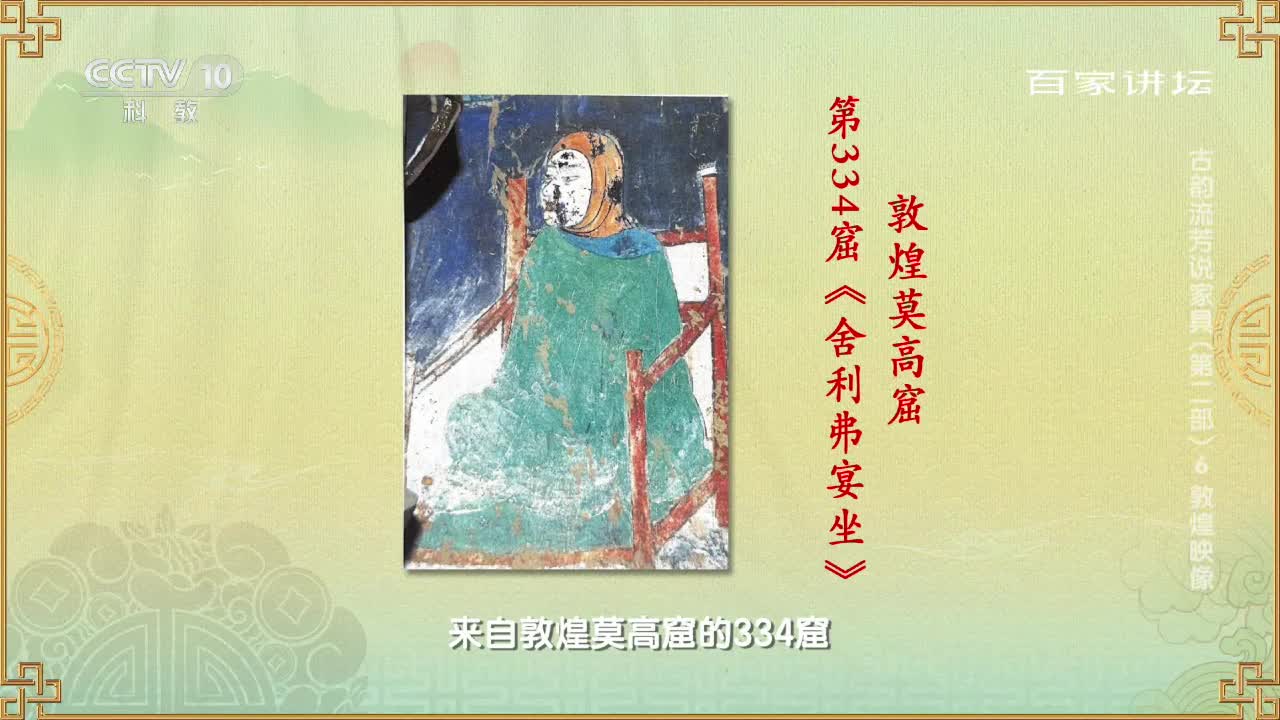 CCTV 10
科教
百家讲坛
古韵流芳说家具（第二部）6 敦煌映像
敦煌莫高窟
第334窟《舍利弗宴坐》
来自敦煌莫高窟的334窟